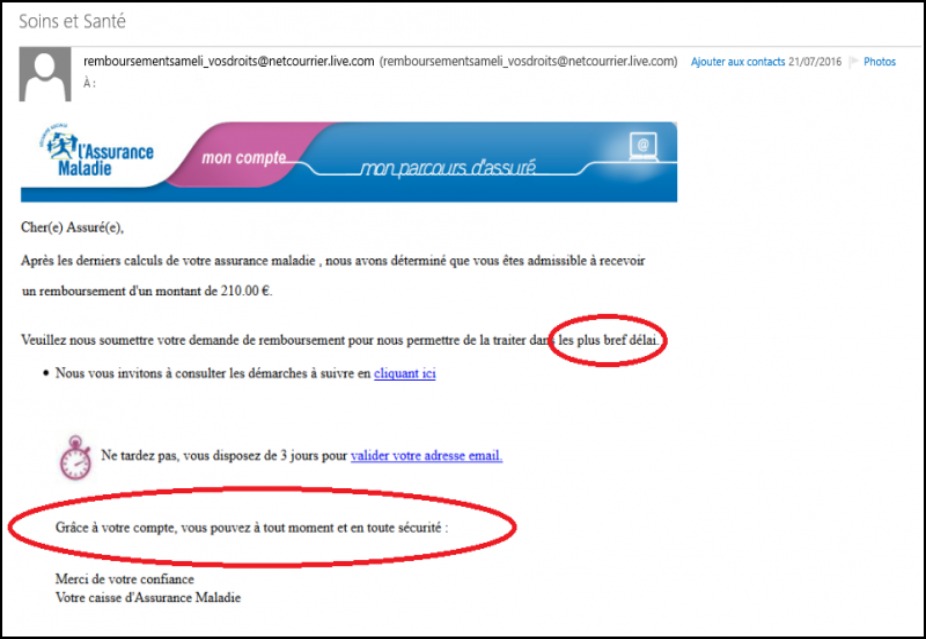 Soins et Santé
remboursementsameli_vosdroits@netcourrier.live.com (remboursementsameli_vosdroits@netcourrier.live.com) Ajouter aux contacts 21/07/2016 Photos
À :
l'Assurance
Maladie
mon compte
mon parcours d'assuré
@
Cher(e) Assuré(e),
Après les derniers calculs de votre assurance maladie , nous avons déterminé que vous êtes admissible à recevoir
un remboursement d'un montant de 210.00 €.
Veuillez nous soumettre votre demande de remboursement pour nous permettre de la traiter dans les plus bref délai.
• Nous vous invitons à consulter les démarches à suivre en cliquant ici
Ne tardez pas, vous disposez de 3 jours pour valider votre adresse email.
Grâce à votre compte, vous pouvez à tout moment et en toute sécurité :
Merci de votre confiance
Votre caisse d'Assurance Maladie